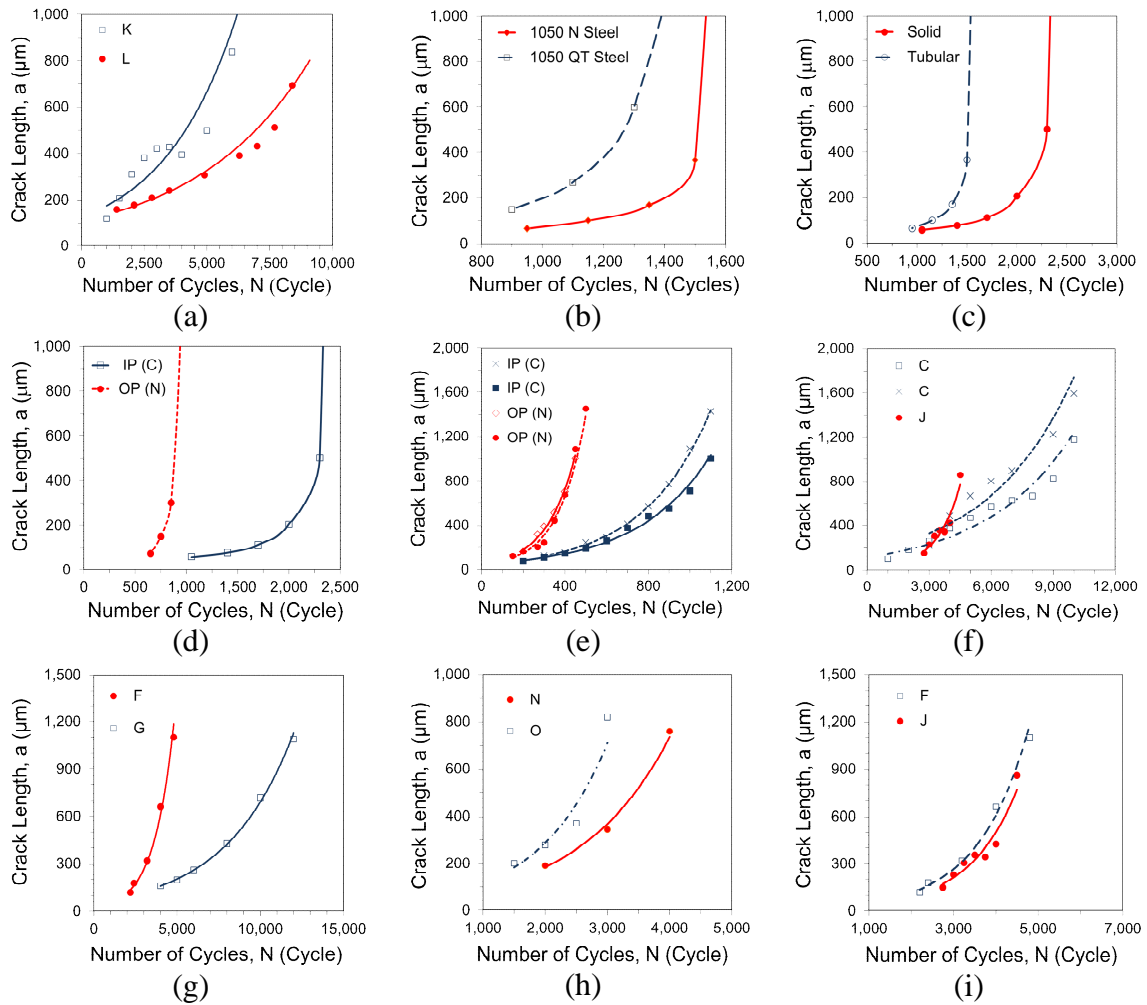 1,000
800
600
400
200
0
Crack Length, a (µm)
K
L
0
2,500
5,000
7,500
10,000
Number of Cycles, N (Cycle)
(a)
1,000
800
600
400
200
0
Crack Length, a (µm)
1050 N Steel
1050 QT Steel
800
1,000
1,200
1,400
1,600
Number of Cycles, N (Cycles)
(b)
1,000
800
600
400
200
0
Crack Length, a (µm)
Solid
Tubular
500
1,000
1,500
2,000
2,500
3,000
Number of Cycles, N (Cycle)
(c)
1,000
800
600
400
200
0
Crack Length, a (µm)
IP (C)
OP (N)
0
500
1,000
1,500
2,000
2,500
Number of Cycles, N (Cycle)
(d)
2,000
1,600
1,200
800
400
0
Crack Length, a (µm)
IP (C)
IP (C)
OP (N)
OP (N)
0
400
800
1,200
Number of Cycles, N (Cycle)
(e)
2,000
1,600
1,200
800
400
0
Crack Length, a (µm)
C
C
J
0
3,000
6,000
9,000
12,000
Number of Cycles, N (Cycle)
(f)
1,500
1,200
900
600
300
0
Crack Length, a (µm)
F
G
0
5,000
10,000
15,000
Number of Cycles, N (Cycle)
(g)
1,000
800
600
400
200
0
Crack Length, a (µm)
N
O
1,000
2,000
3,000
4,000
5,000
Number of Cycles, N (Cycle)
(h)
1,500
1,200
900
600
300
0
Crack Length, a (µm)
F
J
1,000
3,000
5,000
7,000
Number of Cycles, N (Cycle)
(i)